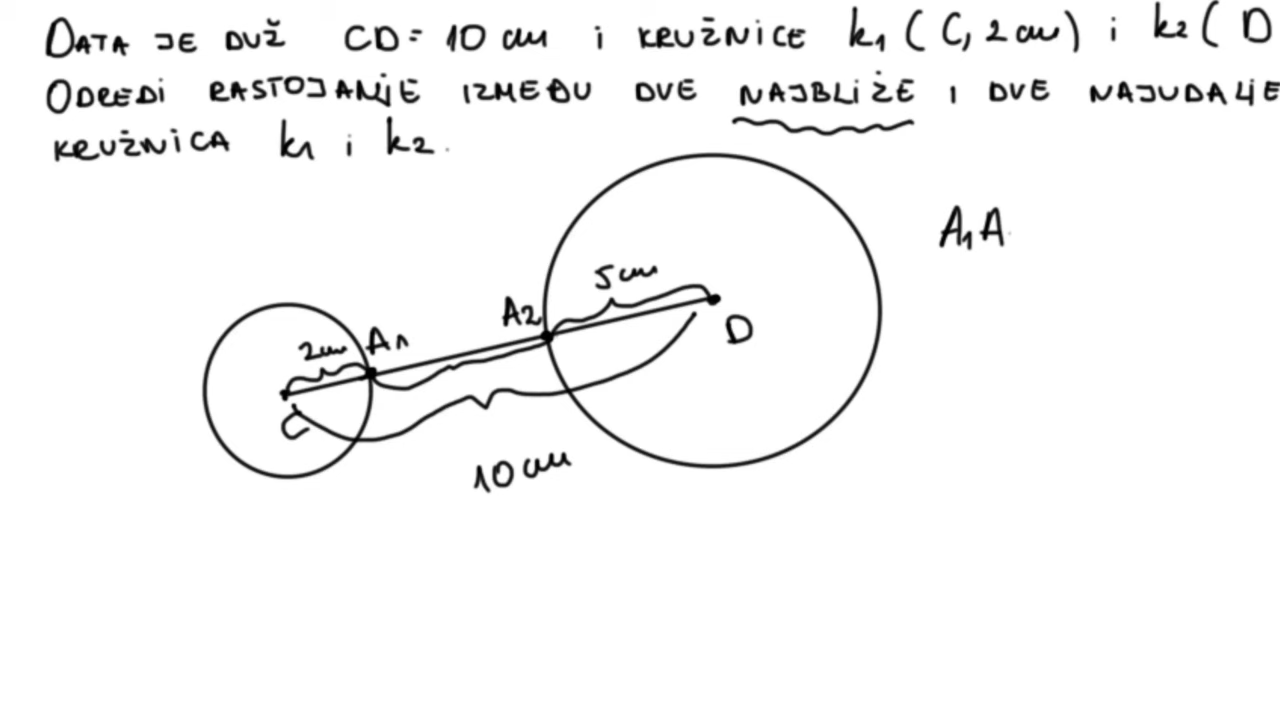 DATA JE DUŽ CD = 10 cm i KRUŽNICE k1 ( C, 2 cm ) i k2 ( D
ODREDI RASTOJANJE IZMEĐU DVE NAJBLIŽE I DVE NAJUDALJE
KRUŽNICA k1 i k2.
A1A
5 cm
A2
D
2 cm A1
C
10 cm